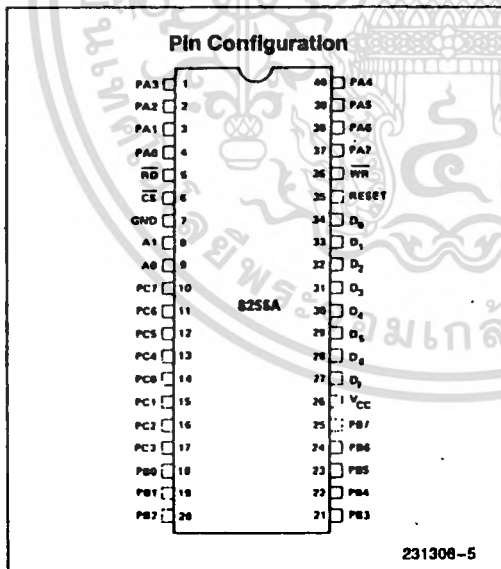 Pin Configuration
PA3 1 40 PA4
PA2 2 39 PA5
PA1 3 38 PA6
PA0 4 37 PA7
R̅D̅ 5 36 W̅R̅
C̅S̅ 6 35 RESET
GND 7 34 D₀
A1 8 33 D₁
A0 9 32 D₂
PC7 10 31 D₃
PC6 11 30 D₄
PC5 12 29 D₅
PC4 13 28 D₆
PC0 14 27 D₇
PC1 15 26 VCC
PC2 16 25 PB7
PC3 17 24 PB6
PB0 18 23 PB5
PB1 19 22 PB4
PB2 20 21 PB3
8255A
231308-5